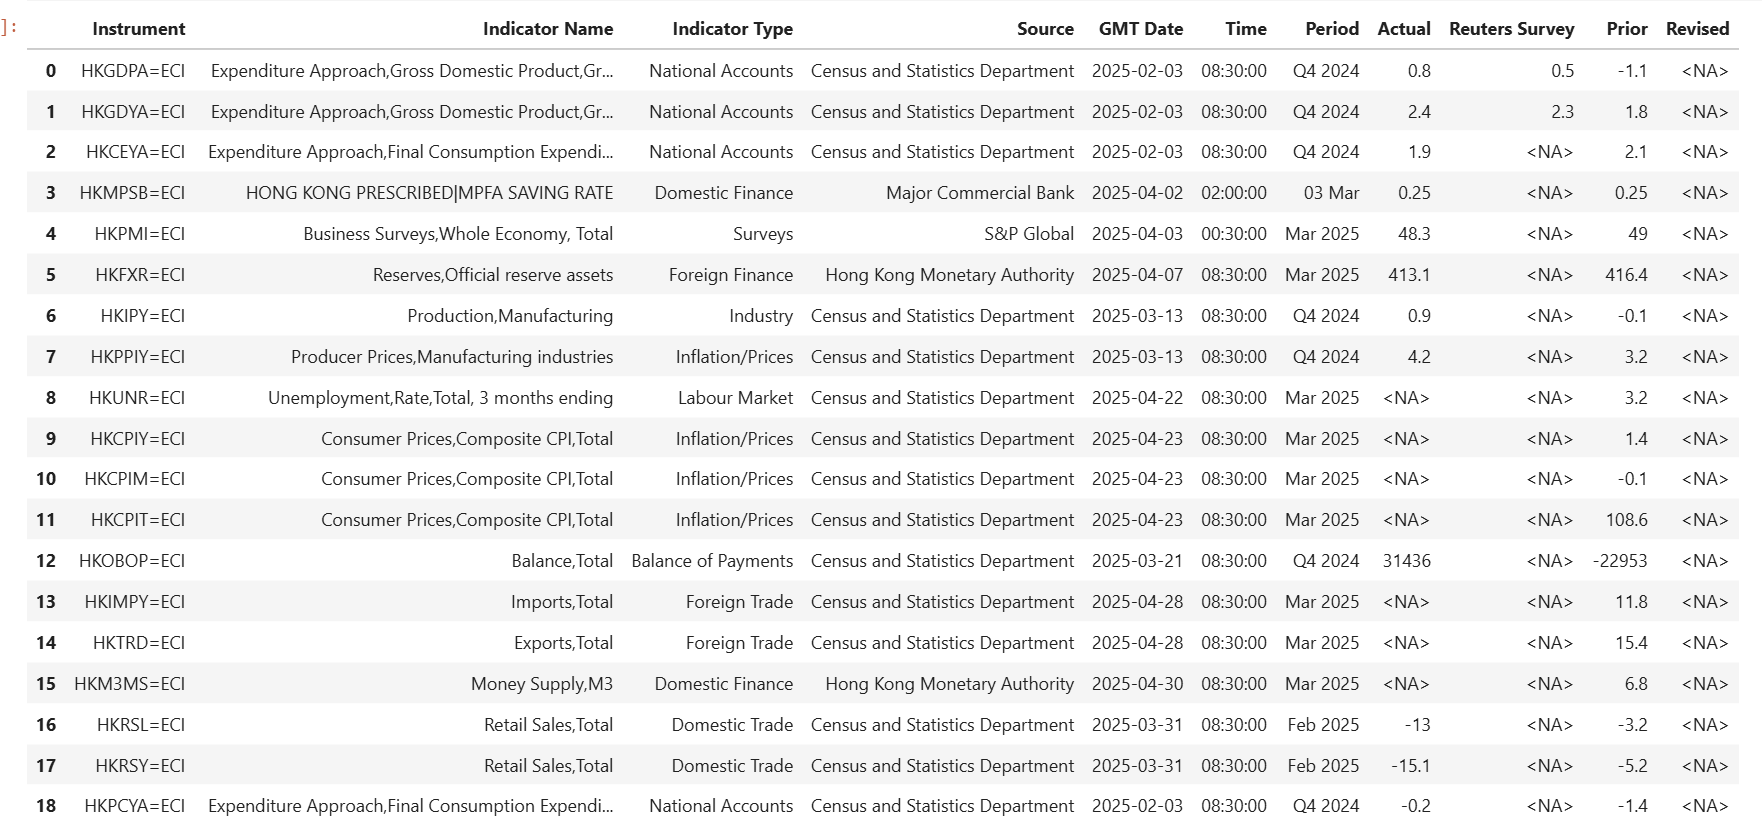 ]:
Instrument Indicator Name Indicator Type Source GMT Date Time Period Actual Reuters Survey Prior Revised
0 HKGDPA=ECI Expenditure Approach,Gross Domestic Product,Gr... National Accounts Census and Statistics Department 2025-02-03 08:30:00 Q4 2024 0.8 0.5 -1.1 <NA>
1 HKGDYA=ECI Expenditure Approach,Gross Domestic Product,Gr... National Accounts Census and Statistics Department 2025-02-03 08:30:00 Q4 2024 2.4 2.3 1.8 <NA>
2 HKCEYA=ECI Expenditure Approach,Final Consumption Expendi... National Accounts Census and Statistics Department 2025-02-03 08:30:00 Q4 2024 1.9 <NA> 2.1 <NA>
3 HKMPSB=ECI HONG KONG PRESCRIBED|MPFA SAVING RATE Domestic Finance Major Commercial Bank 2025-04-02 02:00:00 03 Mar 0.25 <NA> 0.25 <NA>
4 HKPMI=ECI Business Surveys,Whole Economy, Total Surveys S&P Global 2025-04-03 00:30:00 Mar 2025 48.3 <NA> 49 <NA>
5 HKFXR=ECI Reserves,Official reserve assets Foreign Finance Hong Kong Monetary Authority 2025-04-07 08:30:00 Mar 2025 413.1 <NA> 416.4 <NA>
6 HKIPY=ECI Production,Manufacturing Industry Census and Statistics Department 2025-03-13 08:30:00 Q4 2024 0.9 <NA> -0.1 <NA>
7 HKPPIY=ECI Producer Prices,Manufacturing industries Inflation/Prices Census and Statistics Department 2025-03-13 08:30:00 Q4 2024 4.2 <NA> 3.2 <NA>
8 HKUNR=ECI Unemployment,Rate,Total, 3 months ending Labour Market Census and Statistics Department 2025-04-22 08:30:00 Mar 2025 <NA> <NA> 3.2 <NA>
9 HKCPIY=ECI Consumer Prices,Composite CPI,Total Inflation/Prices Census and Statistics Department 2025-04-23 08:30:00 Mar 2025 <NA> <NA> 1.4 <NA>
10 HKCPIM=ECI Consumer Prices,Composite CPI,Total Inflation/Prices Census and Statistics Department 2025-04-23 08:30:00 Mar 2025 <NA> <NA> -0.1 <NA>
11 HKCPIT=ECI Consumer Prices,Composite CPI,Total Inflation/Prices Census and Statistics Department 2025-04-23 08:30:00 Mar 2025 <NA> <NA> 108.6 <NA>
12 HKOBOP=ECI Balance,Total Balance of Payments Census and Statistics Department 2025-03-21 08:30:00 Q4 2024 31436 <NA> -22953 <NA>
13 HKIMPY=ECI Imports,Total Foreign Trade Census and Statistics Department 2025-04-28 08:30:00 Mar 2025 <NA> <NA> 11.8 <NA>
14 HKTRD=ECI Exports,Total Foreign Trade Census and Statistics Department 2025-04-28 08:30:00 Mar 2025 <NA> <NA> 15.4 <NA>
15 HKM3MS=ECI Money Supply,M3 Domestic Finance Hong Kong Monetary Authority 2025-04-30 08:30:00 Mar 2025 <NA> <NA> 6.8 <NA>
16 HKRSL=ECI Retail Sales,Total Domestic Trade Census and Statistics Department 2025-03-31 08:30:00 Feb 2025 -13 <NA> -3.2 <NA>
17 HKRSY=ECI Retail Sales,Total Domestic Trade Census and Statistics Department 2025-03-31 08:30:00 Feb 2025 -15.1 <NA> -5.2 <NA>
18 HKPCYA=ECI Expenditure Approach,Final Consumption Expendi... National Accounts Census and Statistics Department 2025-02-03 08:30:00 Q4 2024 -0.2 <NA> -1.4 <NA>